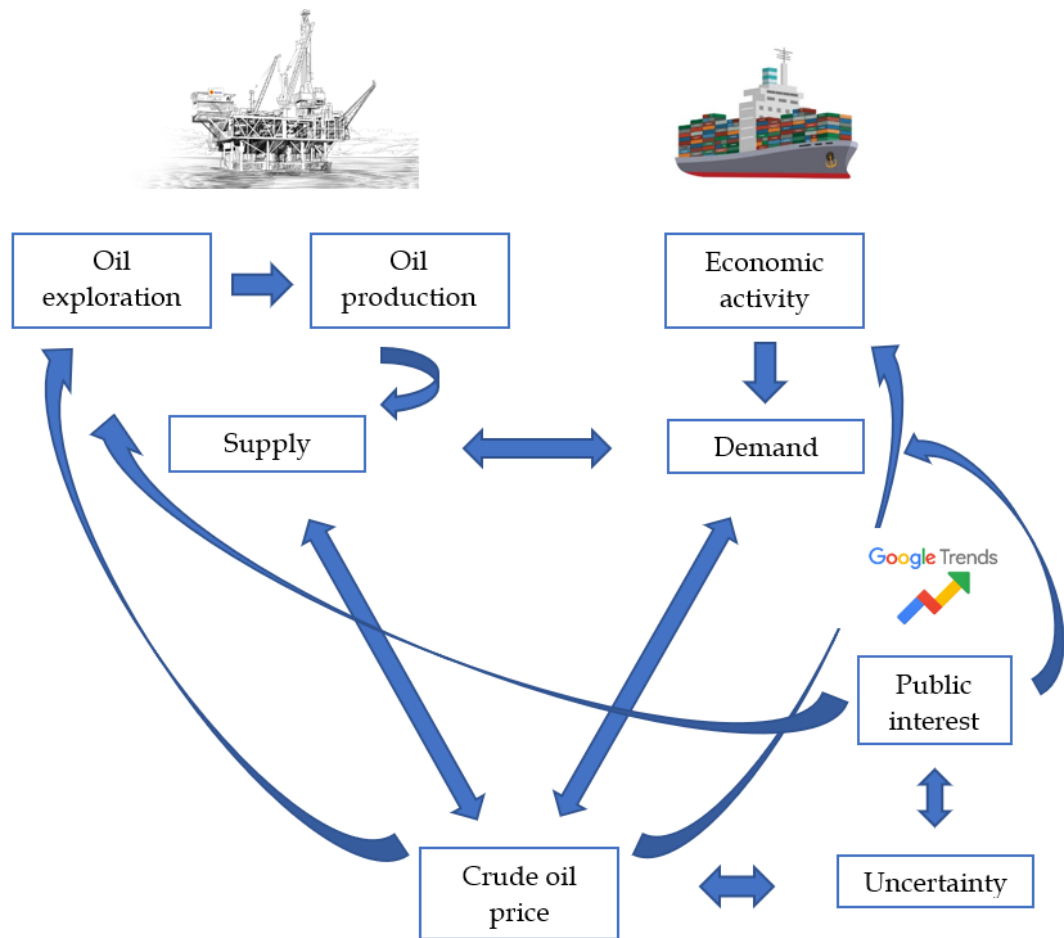 Oil
exploration
Oil
production
Economic
activity
Supply
Demand
Google Trends
Public
interest
Crude oil
price
Uncertainty